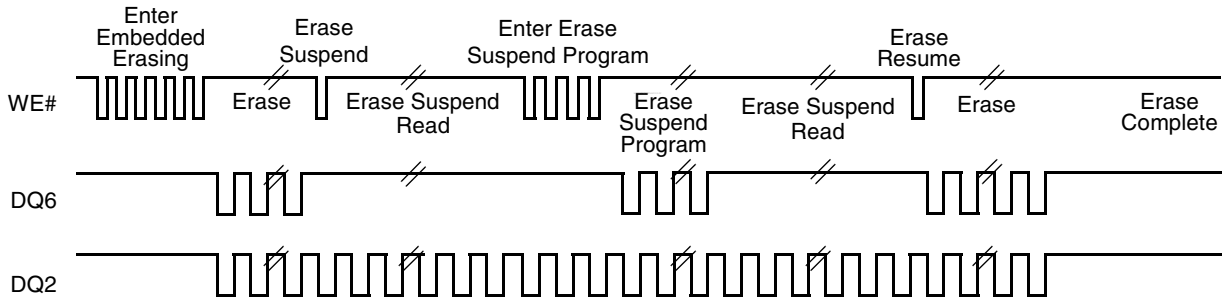 Enter
Embedded
Erasing
Erase
Suspend
Enter Erase
Suspend Program
Erase
Resume
WE#
Erase
Erase Suspend
Read
Erase
Suspend
Program
Erase Suspend
Read
Erase
Erase
Complete
DQ6
DQ2